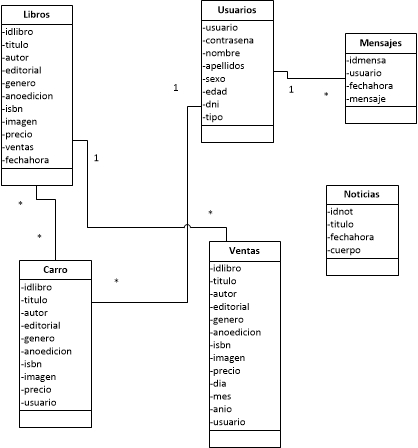 Libros
-idlibro
-titulo
-autor
-editorial
-genero
-anoedicion
-isbn
-imagen
-precio
-ventas
-fechahora
Usuarios
-usuario
-contrasena
-nombre
-apellidos
-sexo
-edad
-dni
-tipo
Mensajes
-idmensa
-usuario
-fechahora
-mensaje
1
1
*
1
*
*
*
*
Noticias
-idnot
-titulo
-fechahora
-cuerpo
Carro
-idlibro
-titulo
-autor
-editorial
-genero
-anoedicion
-isbn
-imagen
-precio
-usuario
Ventas
-idlibro
-titulo
-autor
-editorial
-genero
-anoedicion
-isbn
-imagen
-precio
-dia
-mes
-anio
-usuario